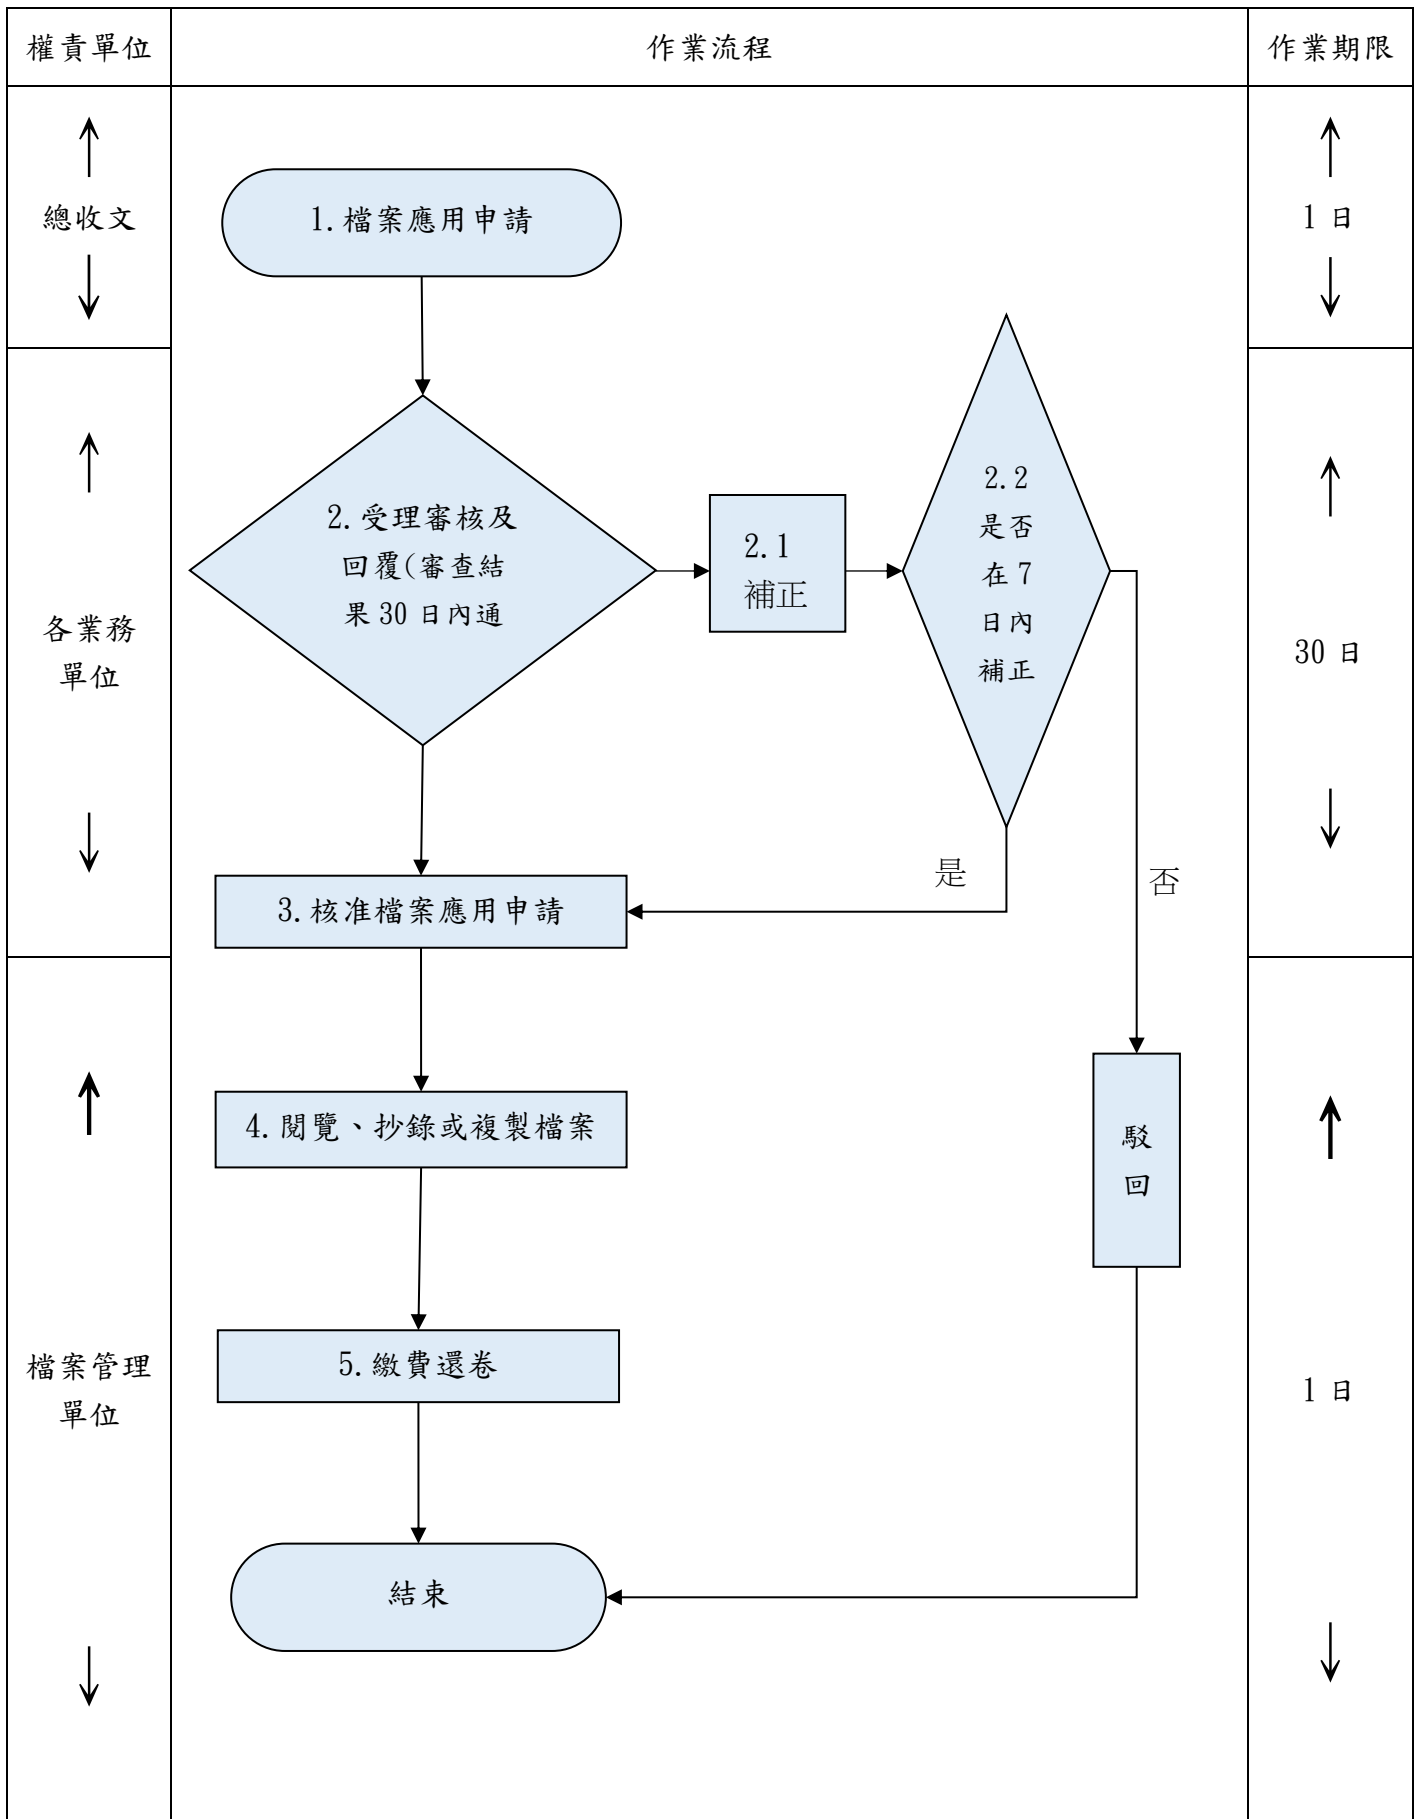 權責單位
作業流程
作業期限
總收文
1.檔案應用申請
1 日
各業務
單位
2.受理審核及
回覆(審查結
果 30 日內通
2.1
補正
2.2
是否
在 7
日內
補正
30 日
是
否
3.核准檔案應用申請
檔案管理
單位
4.閱覽、抄錄或複製檔案
駁
回
5.繳費還卷
1 日
結束